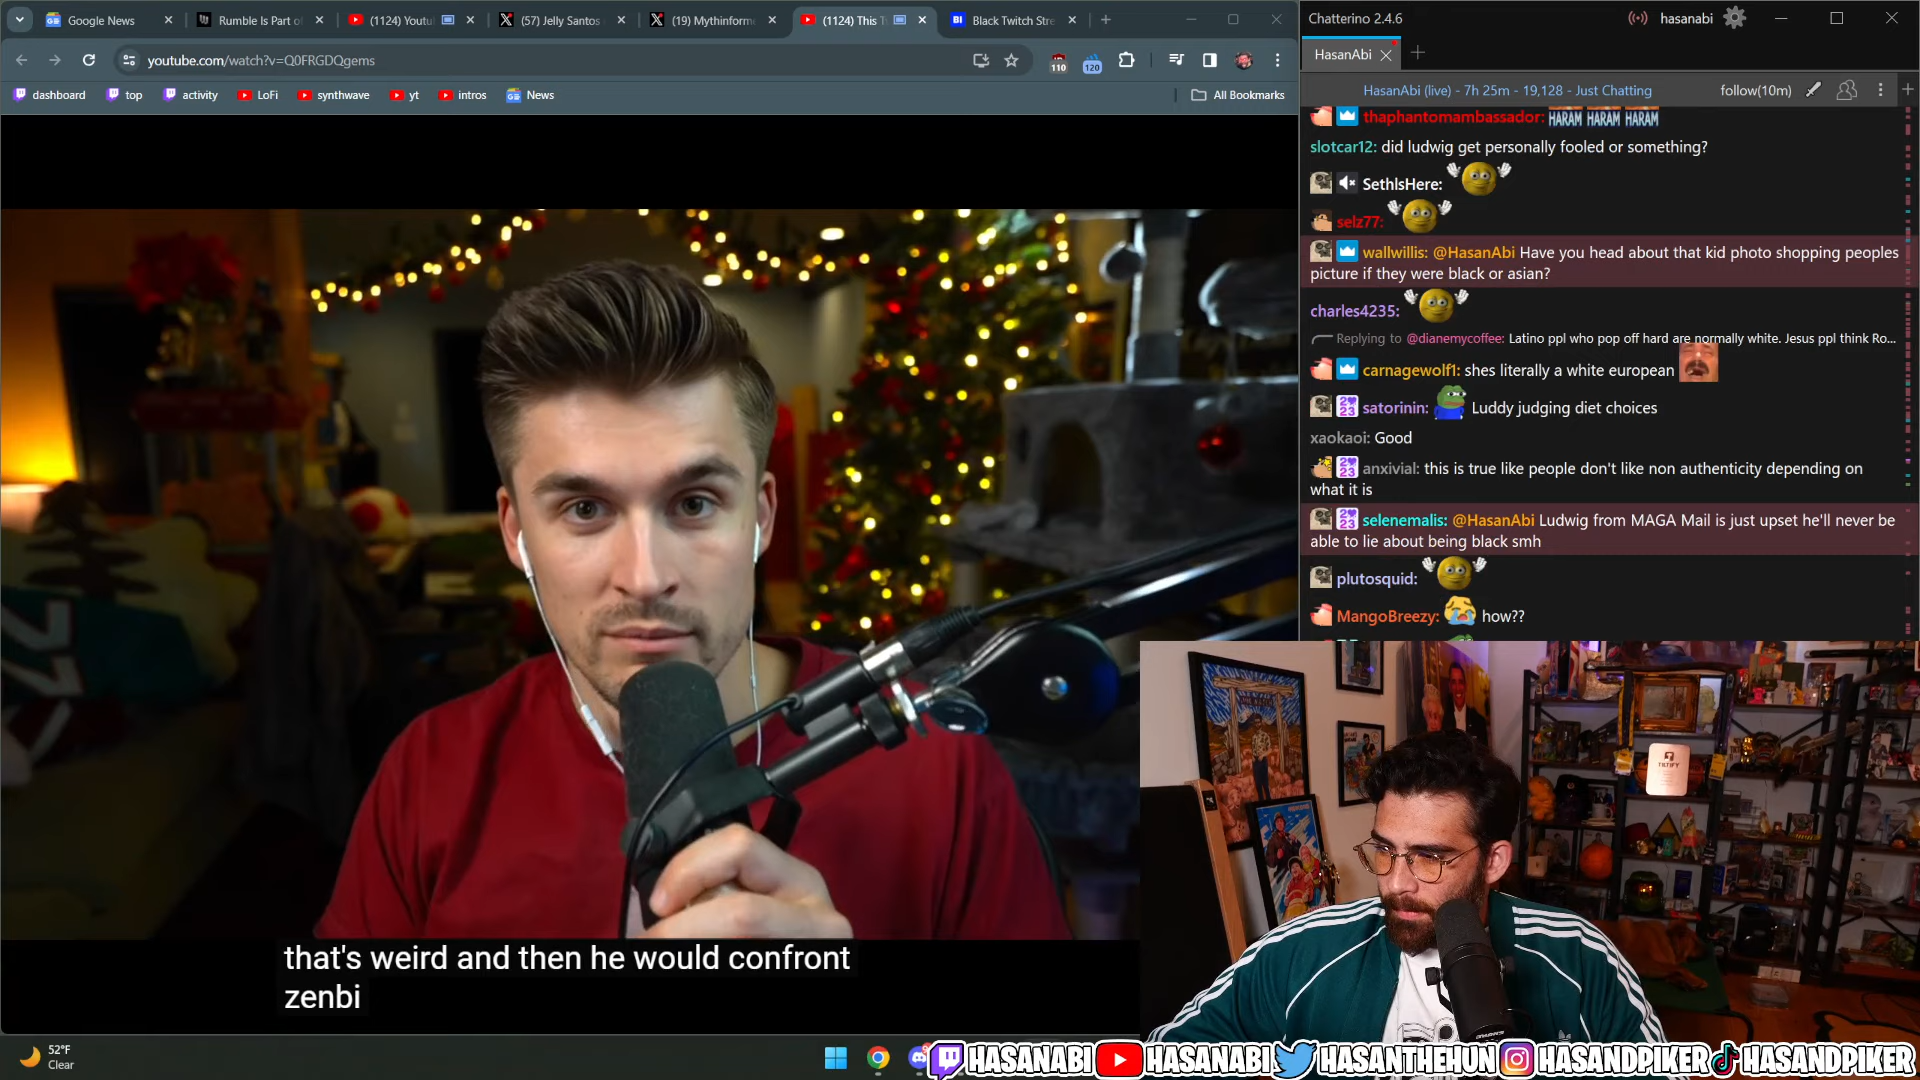 Google News
Rumble Is Part o
(1124) Youtu
(57) Jelly Santos
(19) Mythinform
(1124) This T
Black Twitch Stre
youtube.com/watch?v=Q0FRGDQgems
110
120
dashboard
top
activity
LoFi
synthwave
yt
intros
News
All Bookmarks
Chatterino 2.4.6
hasanabi
HasanAbi
HasanAbi (live) - 7h 25m - 19,128 - Just Chatting
follow(10m)
thaphantomambassador: HARAM HARAM HARAM
slotcar12: did ludwig get personally fooled or something?
SethIsHere:
selz77:
wallwillis: @HasanAbi Have you head about that kid photo shopping peoples
picture if they were black or asian?
charles4235:
Replying to @dianemycoffee: Latino ppl who pop off hard are normally white. Jesus ppl think Ro...
carnagewolf1: shes literally a white european
satorinin: Luddy judging diet choices
xaokaoi: Good
anxivial: this is true like people don't like non authenticity depending on
what it is
selenemalis: @HasanAbi Ludwig from MAGA Mail is just upset he'll never be
able to lie about being black smh
plutosquid:
MangoBreezy: how??
TILTIFY
that's weird and then he would confront
zenbi
52°F
Clear
HASANABI HASANABI HASANTHEHUN HASANDPIKER HASANDPIKER